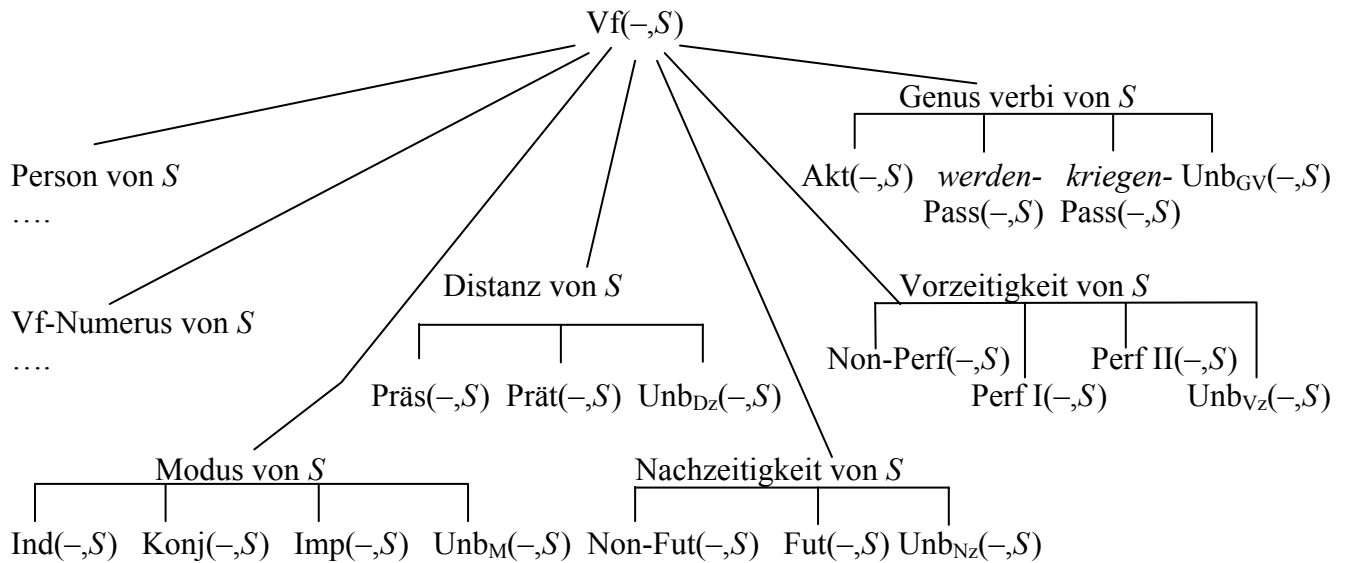 Vf(–,S)
Genus verbi von S
Akt(–,S) werden- kriegen- Unb_GV(–,S)
Pass(–,S) Pass(–,S)
Person von S
….
Distanz von S
Vorzeitigkeit von S
Vf-Numerus von S
….
Non-Perf(–,S) Perf II(–,S)
Präs(–,S) Prät(–,S) Unb_Dz(–,S)
Perf I(–,S) Unb_Vz(–,S)
Modus von S
Nachzeitigkeit von S
Ind(–,S) Konj(–,S) Imp(–,S) Unb_M(–,S) Non-Fut(–,S) Fut(–,S) Unb_Nz(–,S)